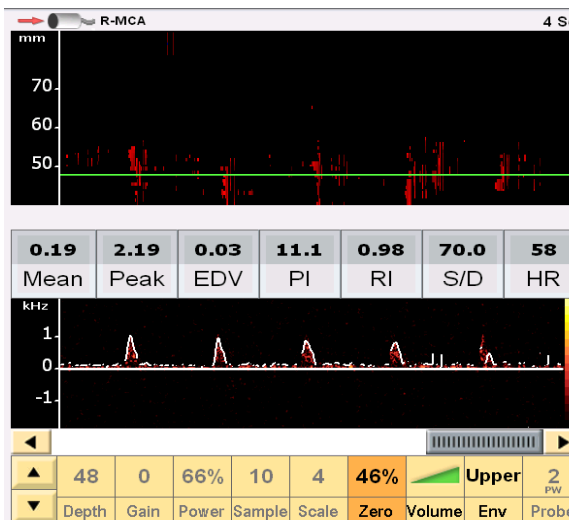 R-MCA 4 S
mm
70
60
50
0.19 2.19 0.03 11.1 0.98 70.0 58
Mean Peak EDV PI RI S/D HR
kHz
1
0
-1
48 0 66% 10 4 46% Upper 2
PW
Depth Gain Power Sample Scale Zero Volume Env Probe